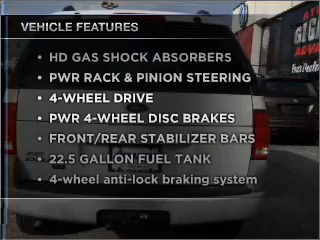 VEHICLE FEATURES
• HD GAS SHOCK ABSORBERS
• PWR RACK & PINION STEERING
• 4-WHEEL DRIVE
• PWR 4-WHEEL DISC BRAKES
• FRONT/REAR STABILIZER BARS
• 22.5 GALLON FUEL TANK
• 4-wheel anti-lock braking system